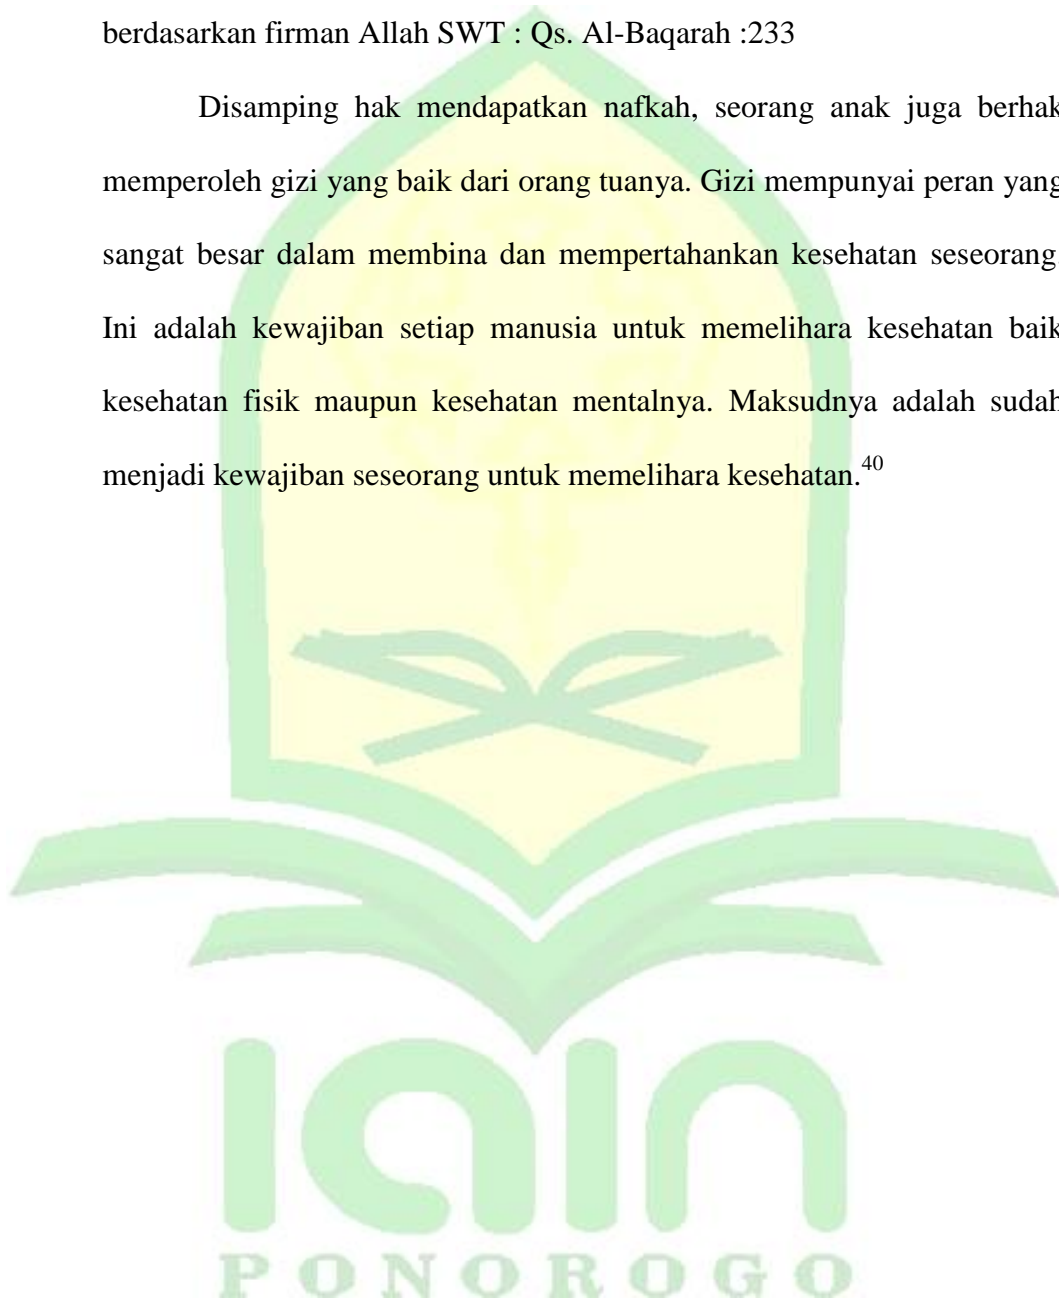 berdasarkan firman Allah SWT : Qs. Al-Baqarah :233
Disamping hak mendapatkan nafkah, seorang anak juga berhak
memperoleh gizi yang baik dari orang tuanya. Gizi mempunyai peran yang
sangat besar dalam membina dan mempertahankan kesehatan seseorang.
Ini adalah kewajiban setiap manusia untuk memelihara kesehatan baik
kesehatan fisik maupun kesehatan mentalnya. Maksudnya adalah sudah
menjadi kewajiban seseorang untuk memelihara kesehatan.40
iain
PONOROGO